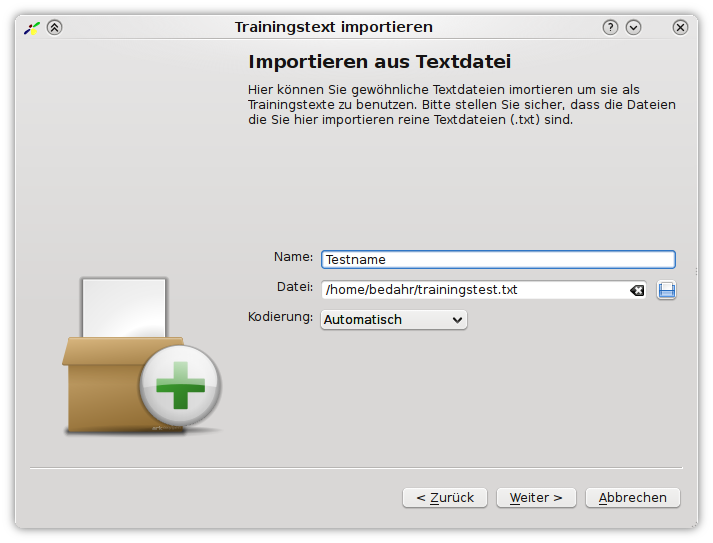 Trainingstext importieren
Importieren aus Textdatei
Hier können Sie gewöhnliche Textdateien imortieren um sie als
Trainingstexte zu benutzen. Bitte stellen Sie sicher, dass die Dateien
die Sie hier importieren reine Textdateien (.txt) sind.
Name: Testname
Datei: /home/bedahr/trainingstest.txt
Kodierung: Automatisch
< Zurück Weiter > Abbrechen